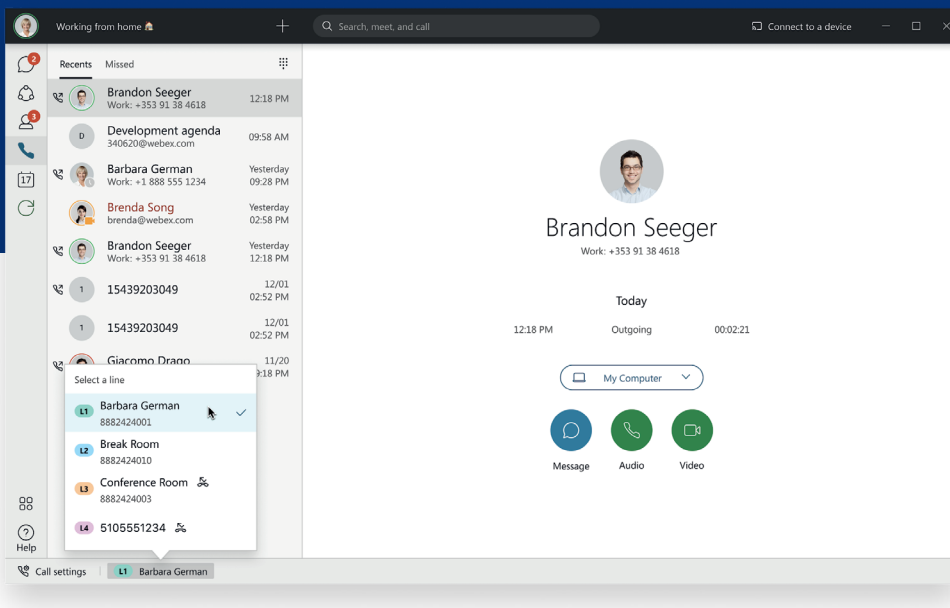 Working from home
Search, meet, and call
Connect to a device
2
3
17
Help
Recents Missed
Brandon Seeger
Work: +353 91 38 4618
12:18 PM
D
Development agenda
340620@webex.com
09:58 AM
Barbara German
Work: +1 888 555 1234
Yesterday
09:28 PM
Brenda Song
brenda@webex.com
Yesterday
02:58 PM
Brandon Seeger
Work: +353 91 38 4618
Yesterday
12:18 PM
1
15439203049
12/01
02:52 PM
1
15439203049
12/01
02:52 PM
Giacomo Drago
11/20
9:18 PM
Select a line
L1 Barbara German
8882424001
L2 Break Room
8882424010
L3 Conference Room
8882424003
L4 5105551234
Call settings
L1 Barbara German
Brandon Seeger
Work: +353 91 38 4618
Today
12:18 PM Outgoing 00:02:21
My Computer
Message Audio Video